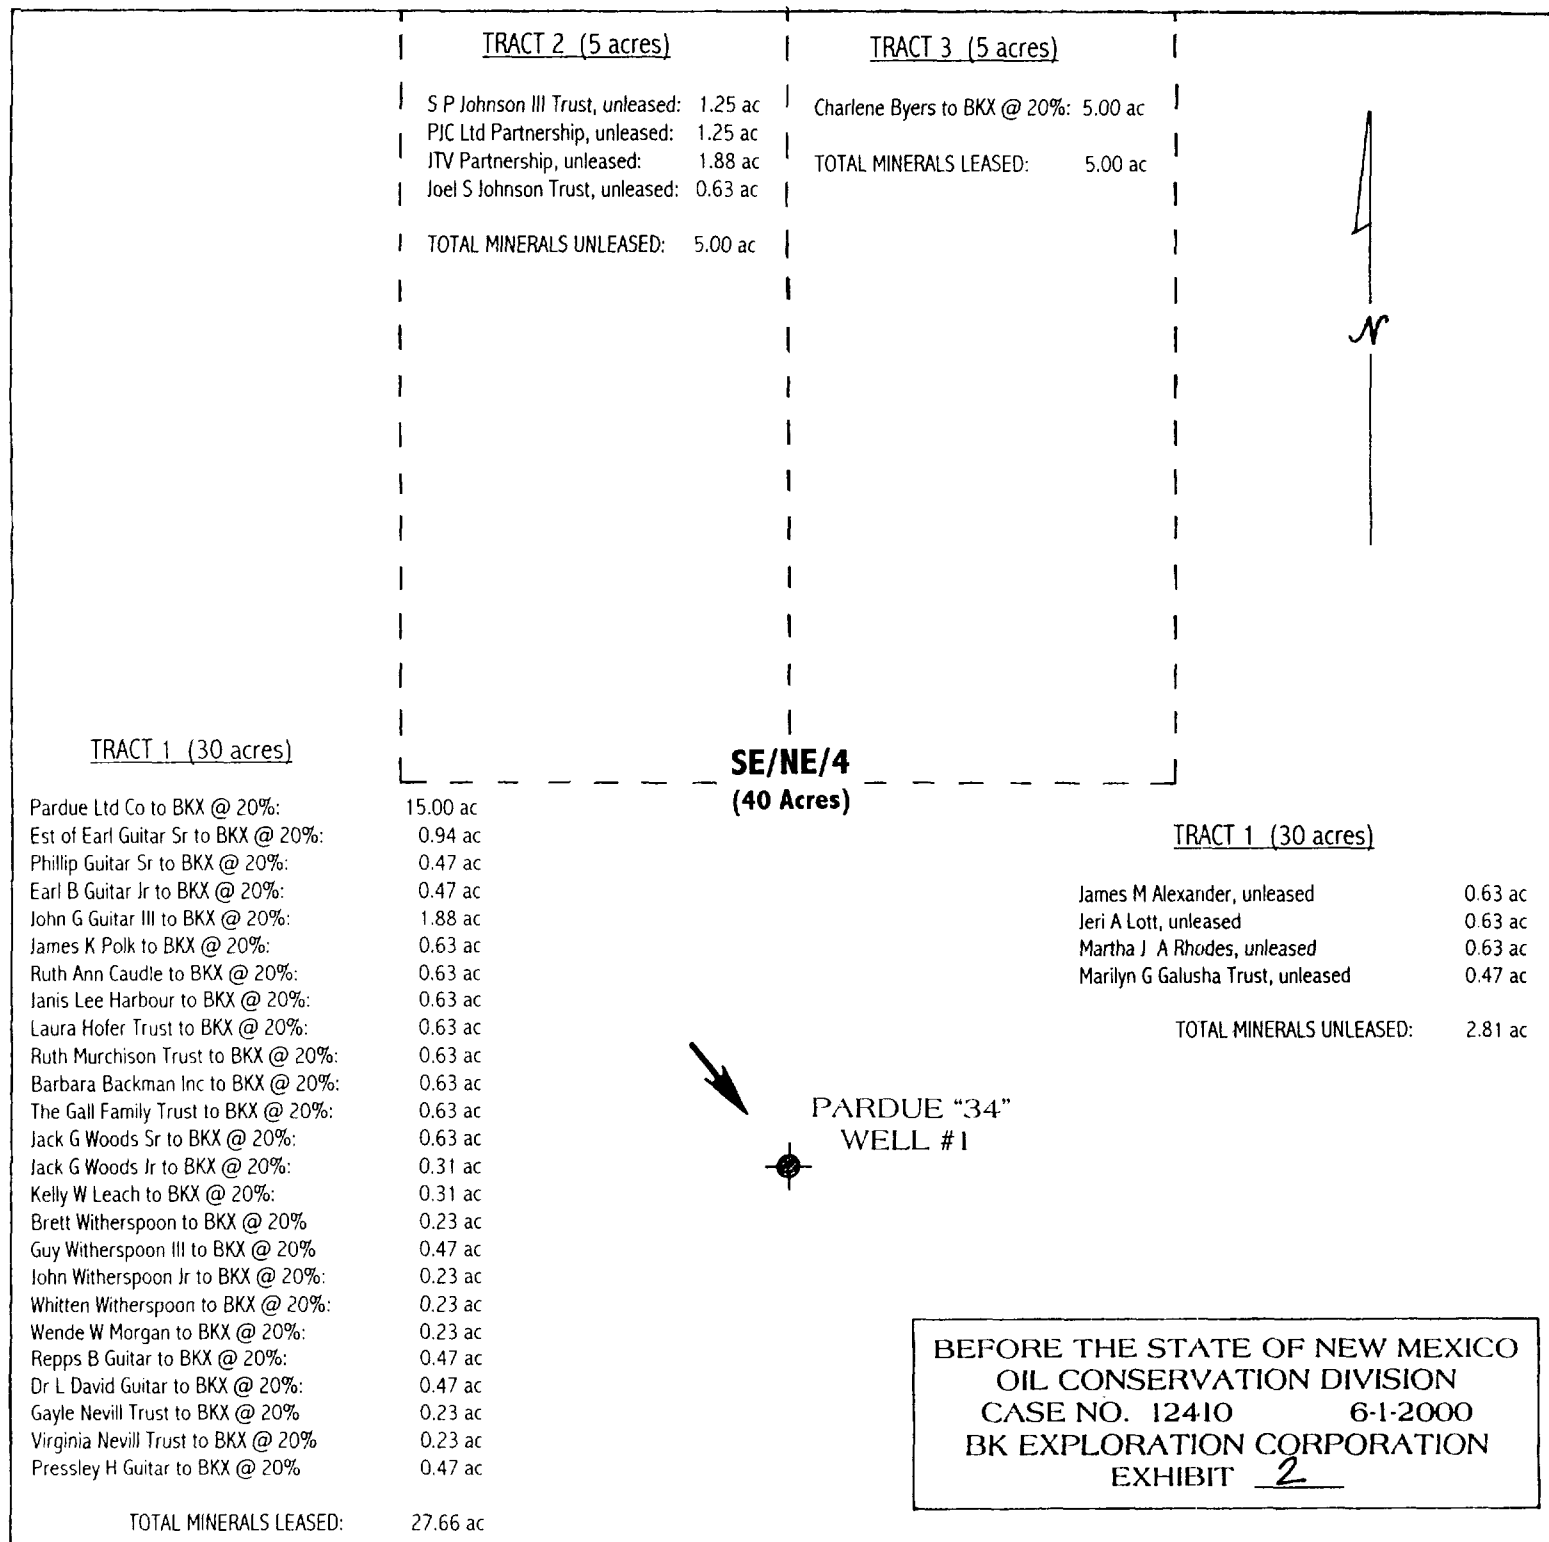 TRACT 2 (5 acres)
S P Johnson III Trust, unleased: 1.25 ac
PJC Ltd Partnership, unleased: 1.25 ac
JTV Partnership, unleased: 1.88 ac
Joel S Johnson Trust, unleased: 0.63 ac
TOTAL MINERALS UNLEASED: 5.00 ac
TRACT 3 (5 acres)
Charlene Byers to BKX @ 20%: 5.00 ac
TOTAL MINERALS LEASED: 5.00 ac
N
SE/NE/4
(40 Acres)
TRACT 1 (30 acres)
Pardue Ltd Co to BKX @ 20%: 15.00 ac
Est of Earl Guitar Sr to BKX @ 20%: 0.94 ac
Phillip Guitar Sr to BKX @ 20%: 0.47 ac
Earl B Guitar Jr to BKX @ 20%: 0.47 ac
John G Guitar III to BKX @ 20%: 1.88 ac
James K Polk to BKX @ 20%: 0.63 ac
Ruth Ann Caudle to BKX @ 20%: 0.63 ac
Janis Lee Harbour to BKX @ 20%: 0.63 ac
Laura Hofer Trust to BKX @ 20%: 0.63 ac
Ruth Murchison Trust to BKX @ 20%: 0.63 ac
Barbara Backman Inc to BKX @ 20%: 0.63 ac
The Gall Family Trust to BKX @ 20%: 0.63 ac
Jack G Woods Sr to BKX @ 20%: 0.63 ac
Jack G Woods Jr to BKX @ 20%: 0.31 ac
Kelly W Leach to BKX @ 20%: 0.31 ac
Brett Witherspoon to BKX @ 20% 0.23 ac
Guy Witherspoon III to BKX @ 20% 0.47 ac
John Witherspoon Jr to BKX @ 20%: 0.23 ac
Whitten Witherspoon to BKX @ 20%: 0.23 ac
Wende W Morgan to BKX @ 20%: 0.23 ac
Repps B Guitar to BKX @ 20%: 0.47 ac
Dr L David Guitar to BKX @ 20%: 0.47 ac
Gayle Nevill Trust to BKX @ 20% 0.23 ac
Virginia Nevill Trust to BKX @ 20% 0.23 ac
Pressley H Guitar to BKX @ 20% 0.47 ac
TOTAL MINERALS LEASED: 27.66 ac
TRACT 1 (30 acres)
James M Alexander, unleased 0.63 ac
Jeri A Lott, unleased 0.63 ac
Martha J A Rhodes, unleased 0.63 ac
Marilyn G Galusha Trust, unleased 0.47 ac
TOTAL MINERALS UNLEASED: 2.81 ac
PARDUE "34"
WELL #1
BEFORE THE STATE OF NEW MEXICO
OIL CONSERVATION DIVISION
CASE NO. 12410 6-1-2000
BK EXPLORATION CORPORATION
EXHIBIT 2